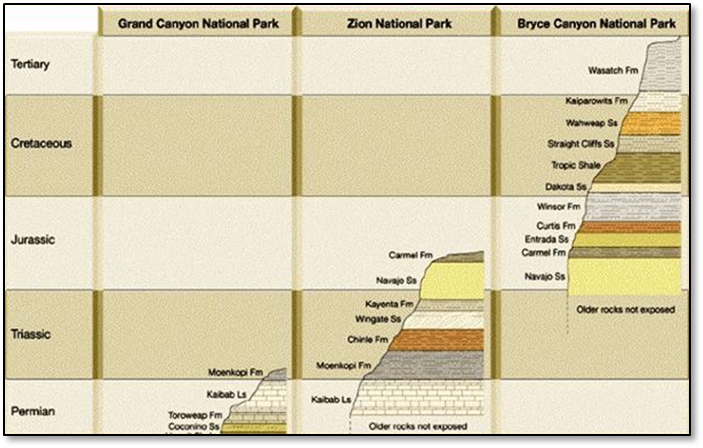 Grand Canyon National Park
Zion National Park
Bryce Canyon National Park
Tertiary
Wasatch Fm
Kaiparowits Fm
Cretaceous
Wahweap Ss
Straight Cliffs Ss
Tropic Shale
Dakota Ss
Jurassic
Winsor Fm
Curtis Fm
Entrada Ss
Carmel Fm
Navajo Ss
Carmel Fm
Navajo Ss
Older rocks not exposed
Triassic
Kayenta Fm
Wingate Ss
Chinle Fm
Moenkopi Fm
Moenkopi Fm
Permian
Kaibab Ls
Toroweap Fm
Coconino Ss
Kaibab Ls
Older rocks not exposed